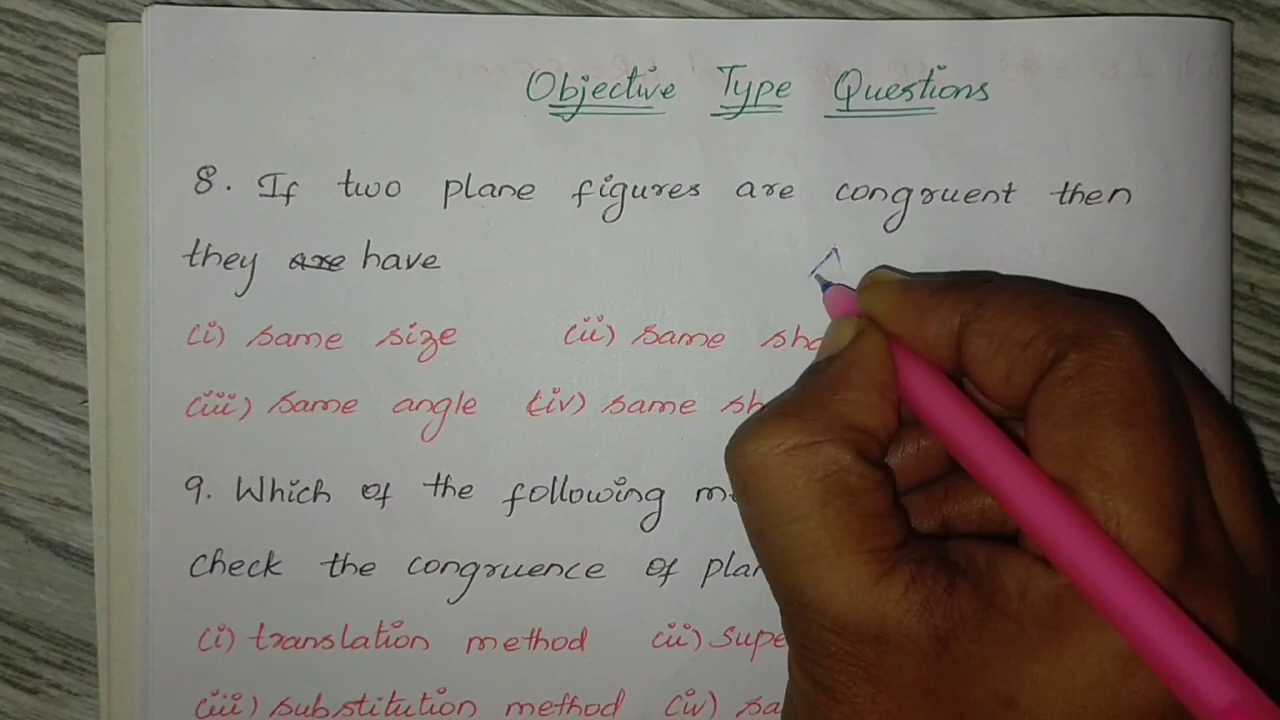 Objective Type Questions
8. If two plane figures are congruent then
they are have
(i) same size (ii) same
(iii) same angle (iv) same
9. Which of the following
check the congruence of
(i) translation method (ii)
(iii) substitution method (iv)